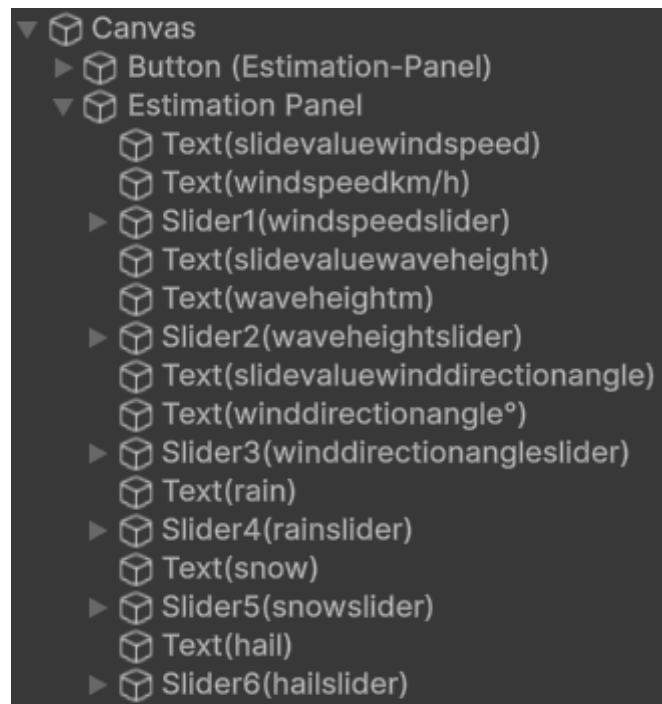 Canvas
Button (Estimation-Panel)
Estimation Panel
Text(slidevaluewindspeed)
Text(windspeedkm/h)
Slider1(windspeedslider)
Text(slidevaluewaveheight)
Text(waveheightm)
Slider2(waveheightslider)
Text(slidevaluewinddirectionangle)
Text(winddirectionangle°)
Slider3(winddirectionangleslider)
Text(rain)
Slider4(rainslider)
Text(snow)
Slider5(snowslider)
Text(hail)
Slider6(hailslider)